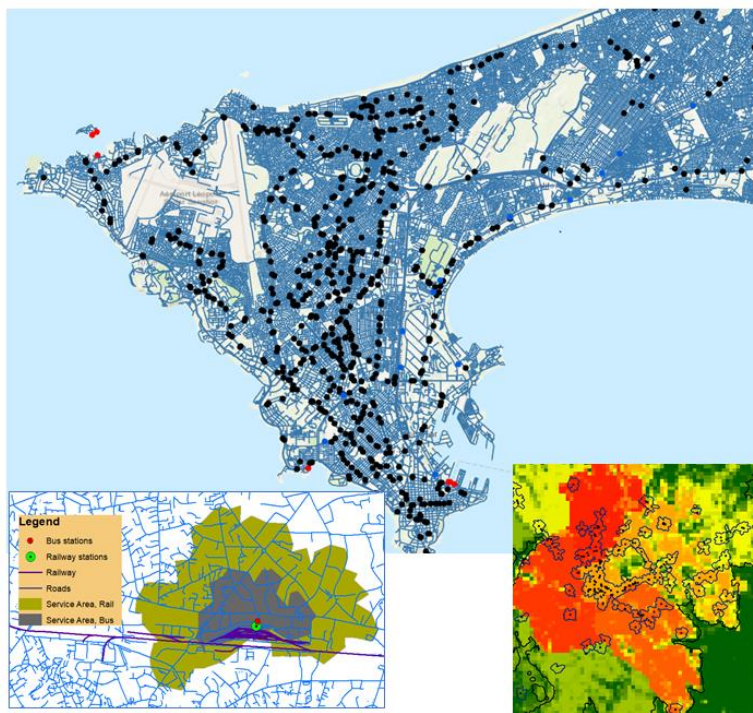 Legend
Bus stations
Railway stations
Railway
Roads
Service Area, Rail
Service Area, Bus